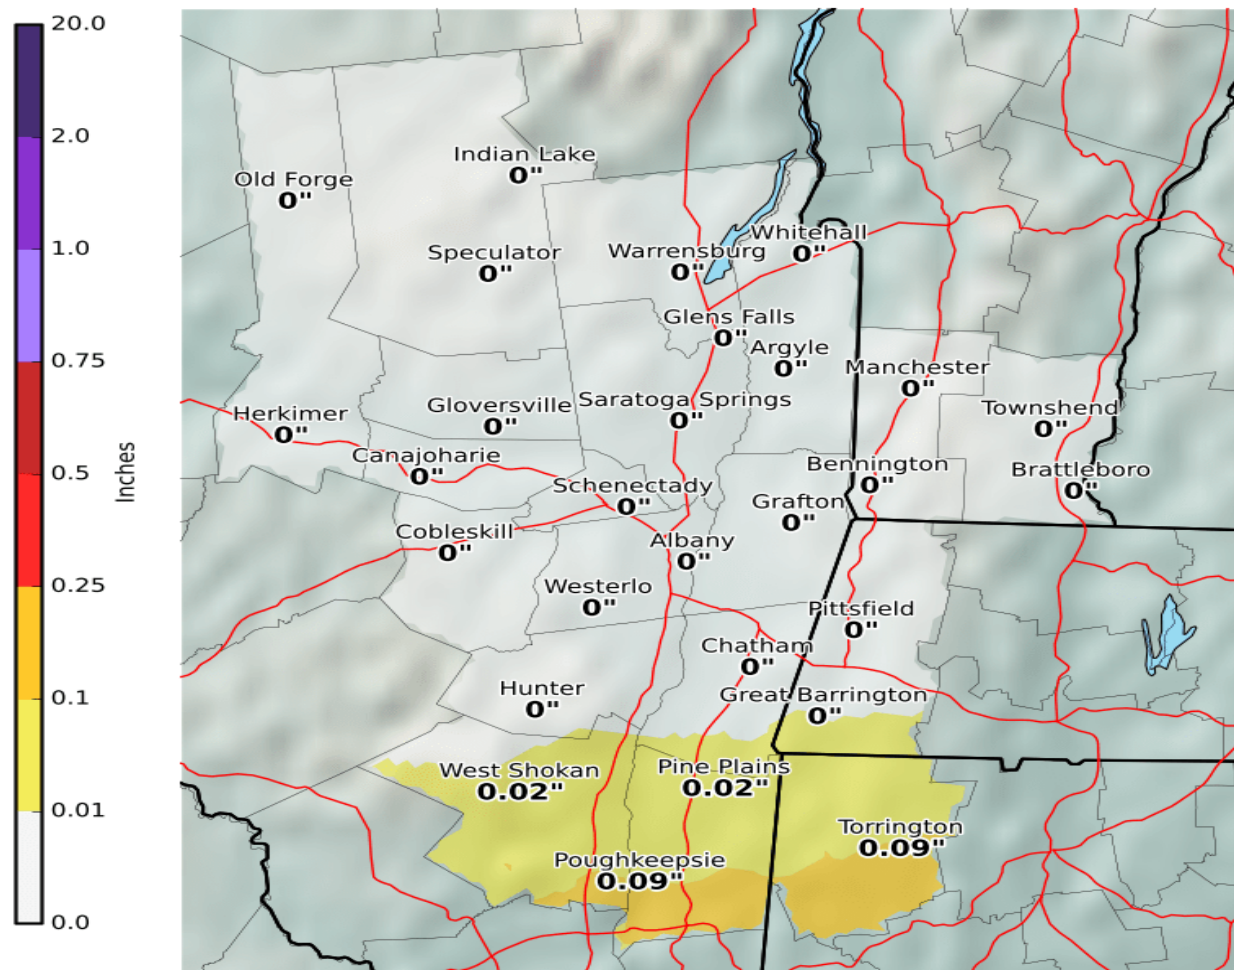 20.0
2.0
1.0
0.75
0.5
0.25
0.1
0.01
0.0
Inches
Indian Lake
0"
Old Forge
0"
Whitehall
0"
Speculator
0"
Warrensburg
0"
Glens Falls
0"
Argyle
0"
Manchester
0"
Herkimer
0"
Gloversville
0"
Saratoga Springs
0"
Townshend
0"
Canajoharie
0"
Bennington
0"
Brattleboro
0"
Schenectady
0"
Grafton
0"
Cobleskill
0"
Albany
0"
Westerlo
0"
Pittsfield
0"
Chatham
0"
Hunter
0"
Great Barrington
0"
West Shokan
0.02"
Pine Plains
0.02"
Torrington
0.09"
Poughkeepsie
0.09"